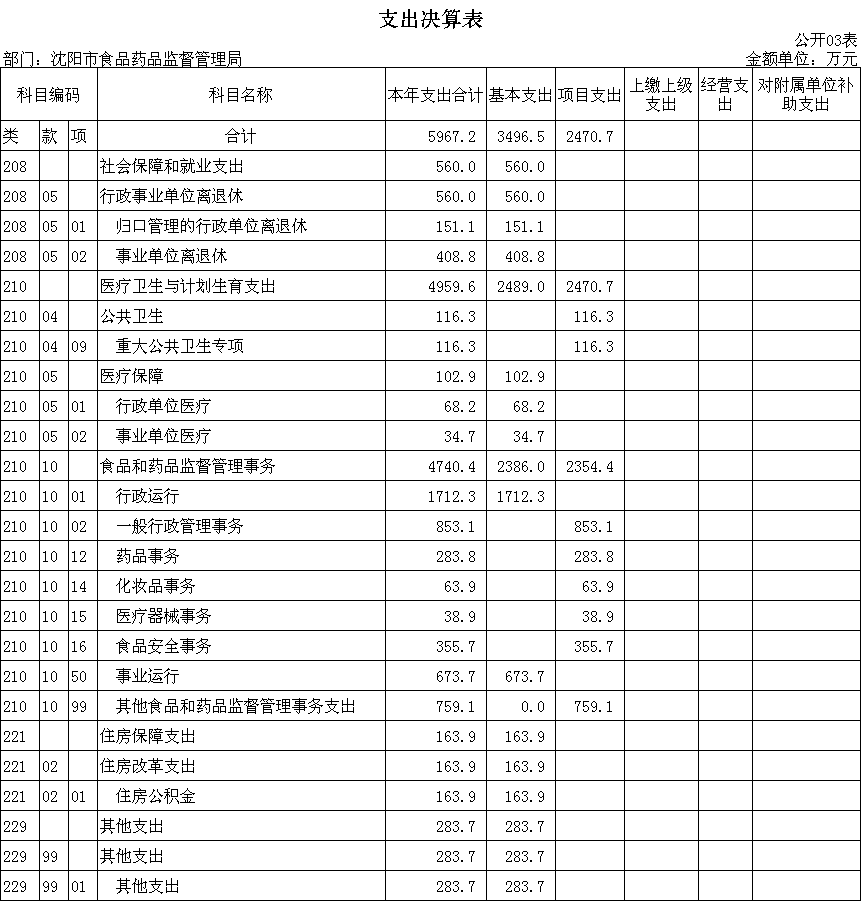 支出决算表
公开03表
部门：沈阳市食品药品监督管理局 金额单位：万元
科目编码 科目名称 本年支出合计 基本支出 项目支出 上缴上级支出 经营支出 对附属单位补助支出
类 款 项 合计 5967.2 3496.5 2470.7
208 社会保障和就业支出 560.0 560.0
208 05 行政事业单位离退休 560.0 560.0
208 05 01 归口管理的行政单位离退休 151.1 151.1
208 05 02 事业单位离退休 408.8 408.8
210 医疗卫生与计划生育支出 4959.6 2489.0 2470.7
210 04 公共卫生 116.3 116.3
210 04 09 重大公共卫生专项 116.3 116.3
210 05 医疗保障 102.9 102.9
210 05 01 行政单位医疗 68.2 68.2
210 05 02 事业单位医疗 34.7 34.7
210 10 食品和药品监督管理事务 4740.4 2386.0 2354.4
210 10 01 行政运行 1712.3 1712.3
210 10 02 一般行政管理事务 853.1 853.1
210 10 12 药品事务 283.8 283.8
210 10 14 化妆品事务 63.9 63.9
210 10 15 医疗器械事务 38.9 38.9
210 10 16 食品安全事务 355.7 355.7
210 10 50 事业运行 673.7 673.7
210 10 99 其他食品和药品监督管理事务支出 759.1 0.0 759.1
221 住房保障支出 163.9 163.9
221 02 住房改革支出 163.9 163.9
221 02 01 住房公积金 163.9 163.9
229 其他支出 283.7 283.7
229 99 其他支出 283.7 283.7
229 99 01 其他支出 283.7 283.7